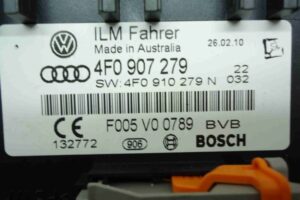 ILM Fahrer
Made in Australia
26.02.10
4F0 907 279
22
SW: 4F0 910 279 N
032
CE
F005 V0 0789
BVB
132772
906
BOSCH